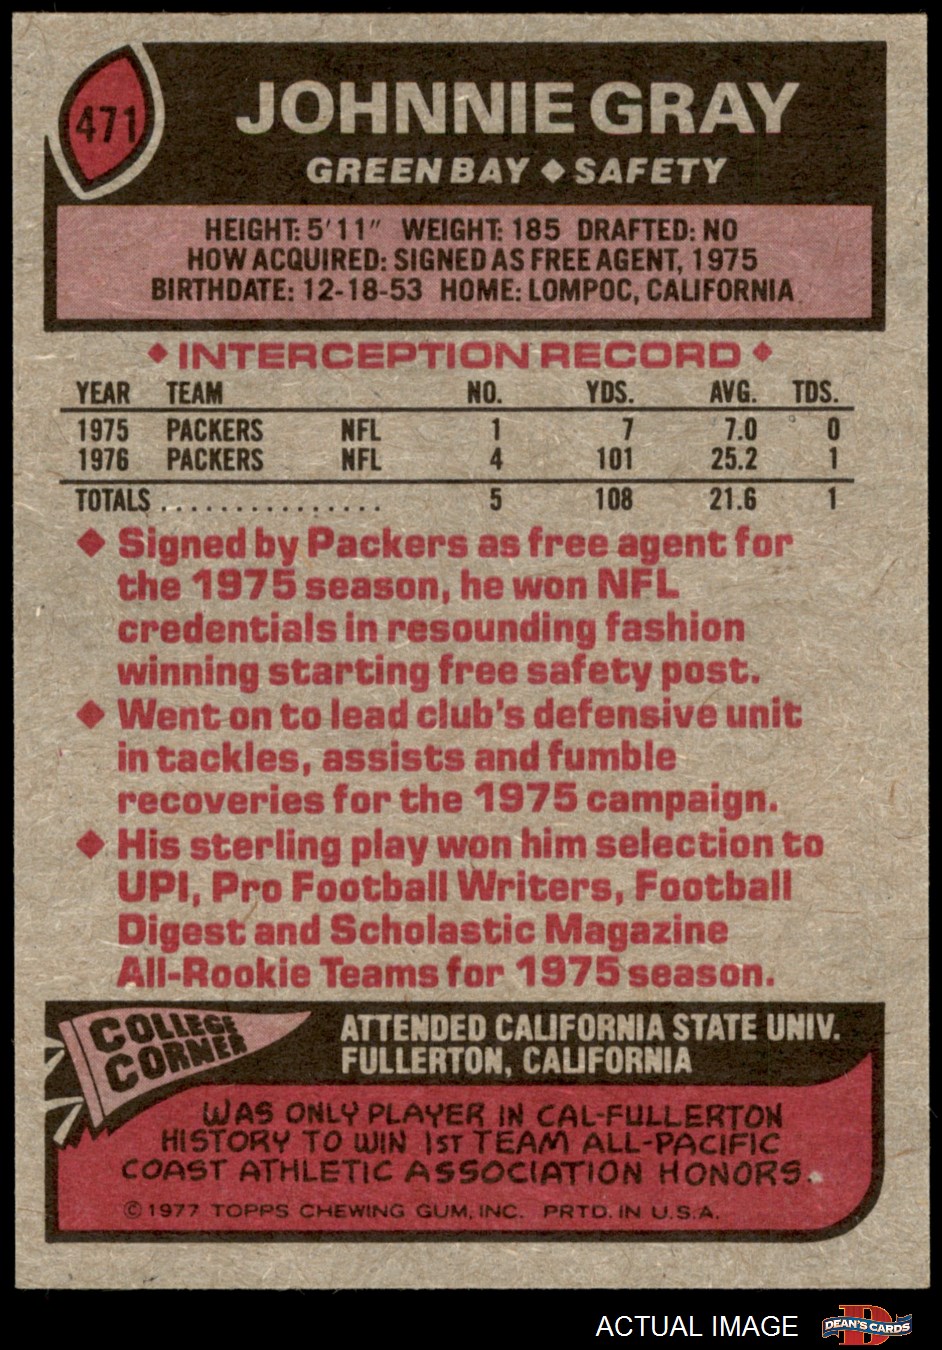 471
JOHNNIE GRAY
GREEN BAY ◆ SAFETY
HEIGHT: 5'11" WEIGHT: 185 DRAFTED: NO
HOW ACQUIRED: SIGNED AS FREE AGENT, 1975
BIRTHDATE: 12-18-53 HOME: LOMPOC, CALIFORNIA
◆ INTERCEPTION RECORD ◆
YEAR TEAM NO. YDS. AVG. TDS.
1975 PACKERS NFL 1 7 7.0 0
1976 PACKERS NFL 4 101 25.2 1
TOTALS ............... 5 108 21.6 1
◆ Signed by Packers as free agent for
the 1975 season, he won NFL
credentials in resounding fashion
winning starting free safety post.
◆ Went on to lead club's defensive unit
in tackles, assists and fumble
recoveries for the 1975 campaign.
◆ His sterling play won him selection to
UPI, Pro Football Writers, Football
Digest and Scholastic Magazine
All-Rookie Teams for 1975 season.
COLLEGE
CORNER
ATTENDED CALIFORNIA STATE UNIV.
FULLERTON, CALIFORNIA
WAS ONLY PLAYER IN CAL-FULLERTON
HISTORY TO WIN 1ST TEAM ALL-PACIFIC
COAST ATHLETIC ASSOCIATION HONORS.
© 1977 TOPPS CHEWING GUM, INC. PRTD. IN U.S.A.
ACTUAL IMAGE
D
DEAN'S CARDS